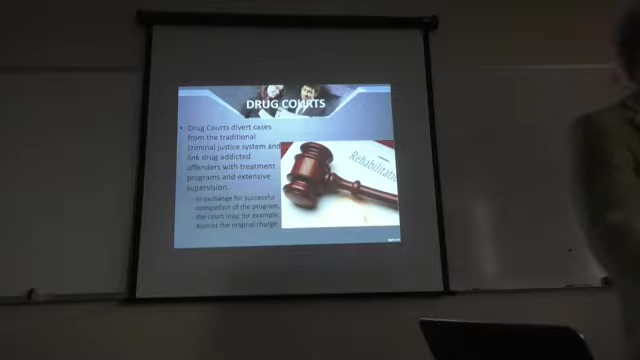 DRUG COURTS
• Drug Courts divert cases
from the traditional
criminal justice system and
link drug-addicted
offenders with treatment
programs and extensive
supervision.
In exchange for successful
completion of the program,
the court may, for example,
dismiss the original charge.
Rehabilitati